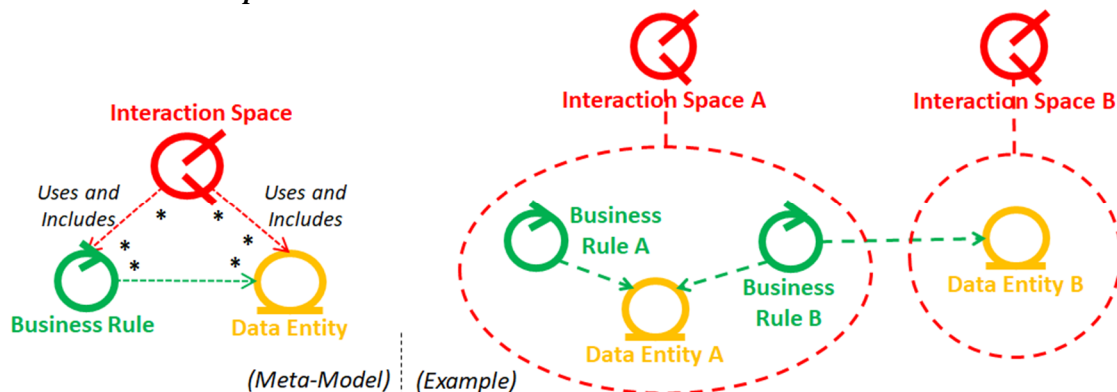 Interaction Space
Uses and
Includes
Uses and
Includes
*
*
*
*
*
*
Business Rule
Data Entity
(Meta-Model)
(Example)
Interaction Space A
Interaction Space B
Business
Rule A
Business
Rule B
Data Entity A
Data Entity B